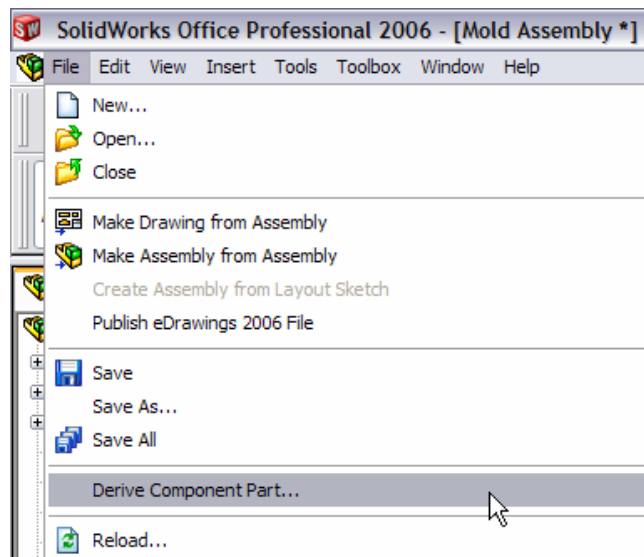 SolidWorks Office Professional 2006 - [Mold Assembly *]
File Edit View Insert Tools Toolbox Window Help
New...
Open...
Close
Make Drawing from Assembly
Make Assembly from Assembly
Create Assembly from Layout Sketch
Publish eDrawings 2006 File
Save
Save As...
Save All
Derive Component Part...
Reload...